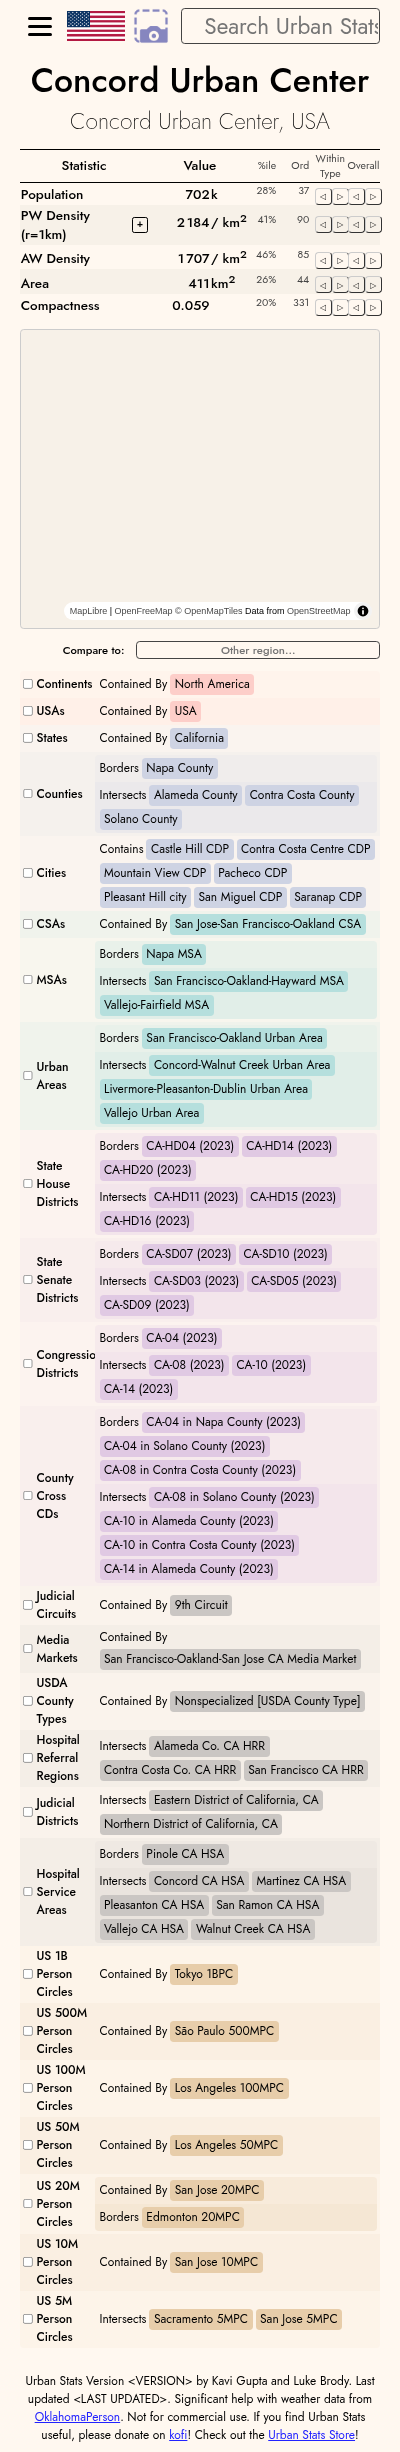 Search Urban Stats
Concord Urban Center
Concord Urban Center, USA
Statistic Value %ile Ord Within Type Overall
Population 702k 28% 37 ◁ ▷ ◁ ▷
PW Density (r=1km) + 2 184 / km2 41% 90 ◁ ▷ ◁ ▷
AW Density 1 707 / km2 46% 85 ◁ ▷ ◁ ▷
Area 411 km2 26% 44 ◁ ▷ ◁ ▷
Compactness 0.059 20% 331 ◁ ▷ ◁ ▷
MapLibre | OpenFreeMap © OpenMapTiles Data from OpenStreetMap
Compare to: Other region...
Continents Contained By North America
USAs Contained By USA
States Contained By California
Counties
Borders Napa County
Intersects Alameda County Contra Costa County
Solano County
Cities
Contains Castle Hill CDP Contra Costa Centre CDP
Mountain View CDP Pacheco CDP
Pleasant Hill city San Miguel CDP Saranap CDP
CSAs Contained By San Jose-San Francisco-Oakland CSA
MSAs
Borders Napa MSA
Intersects San Francisco-Oakland-Hayward MSA
Vallejo-Fairfield MSA
Urban
Areas
Borders San Francisco-Oakland Urban Area
Intersects Concord-Walnut Creek Urban Area
Livermore-Pleasanton-Dublin Urban Area
Vallejo Urban Area
State
House
Districts
Borders CA-HD04 (2023) CA-HD14 (2023)
CA-HD20 (2023)
Intersects CA-HD11 (2023) CA-HD15 (2023)
CA-HD16 (2023)
State
Senate
Districts
Borders CA-SD07 (2023) CA-SD10 (2023)
Intersects CA-SD03 (2023) CA-SD05 (2023)
CA-SD09 (2023)
Congressio
Districts
Borders CA-04 (2023)
Intersects CA-08 (2023) CA-10 (2023)
CA-14 (2023)
County
Cross
CDs
Borders CA-04 in Napa County (2023)
CA-04 in Solano County (2023)
CA-08 in Contra Costa County (2023)
Intersects CA-08 in Solano County (2023)
CA-10 in Alameda County (2023)
CA-10 in Contra Costa County (2023)
CA-14 in Alameda County (2023)
Judicial
Circuits
Contained By 9th Circuit
Media
Markets
Contained By
San Francisco-Oakland-San Jose CA Media Market
USDA
County
Types
Contained By Nonspecialized [USDA County Type]
Hospital
Referral
Regions
Intersects Alameda Co. CA HRR
Contra Costa Co. CA HRR San Francisco CA HRR
Judicial
Districts
Intersects Eastern District of California, CA
Northern District of California, CA
Hospital
Service
Areas
Borders Pinole CA HSA
Intersects Concord CA HSA Martinez CA HSA
Pleasanton CA HSA San Ramon CA HSA
Vallejo CA HSA Walnut Creek CA HSA
US 1B
Person
Circles
Contained By Tokyo 1BPC
US 500M
Person
Circles
Contained By São Paulo 500MPC
US 100M
Person
Circles
Contained By Los Angeles 100MPC
US 50M
Person
Circles
Contained By Los Angeles 50MPC
US 20M
Person
Circles
Contained By San Jose 20MPC
Borders Edmonton 20MPC
US 10M
Person
Circles
Contained By San Jose 10MPC
US 5M
Person
Circles
Intersects Sacramento 5MPC San Jose 5MPC
Urban Stats Version <VERSION> by Kavi Gupta and Luke Brody. Last
updated <LAST UPDATED>. Significant help with weather data from
OklahomaPerson. Not for commercial use. If you find Urban Stats
useful, please donate on kofi! Check out the Urban Stats Store!